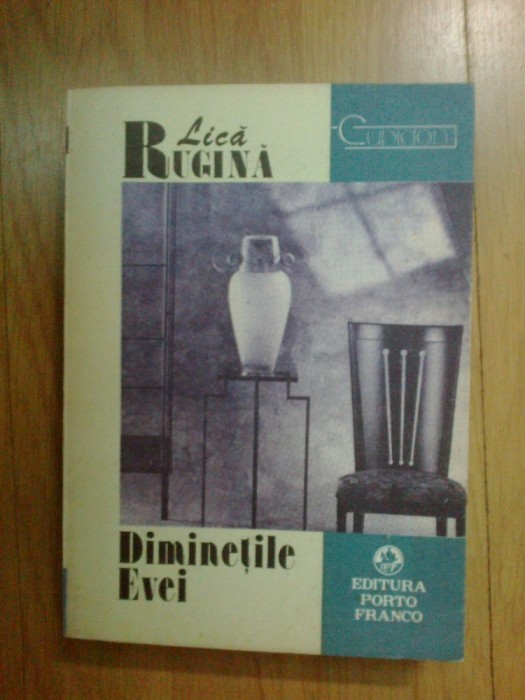 Lică
RUGINĂ
Cupidon
Diminețile
Evei
EDITURA
PORTO
FRANCO